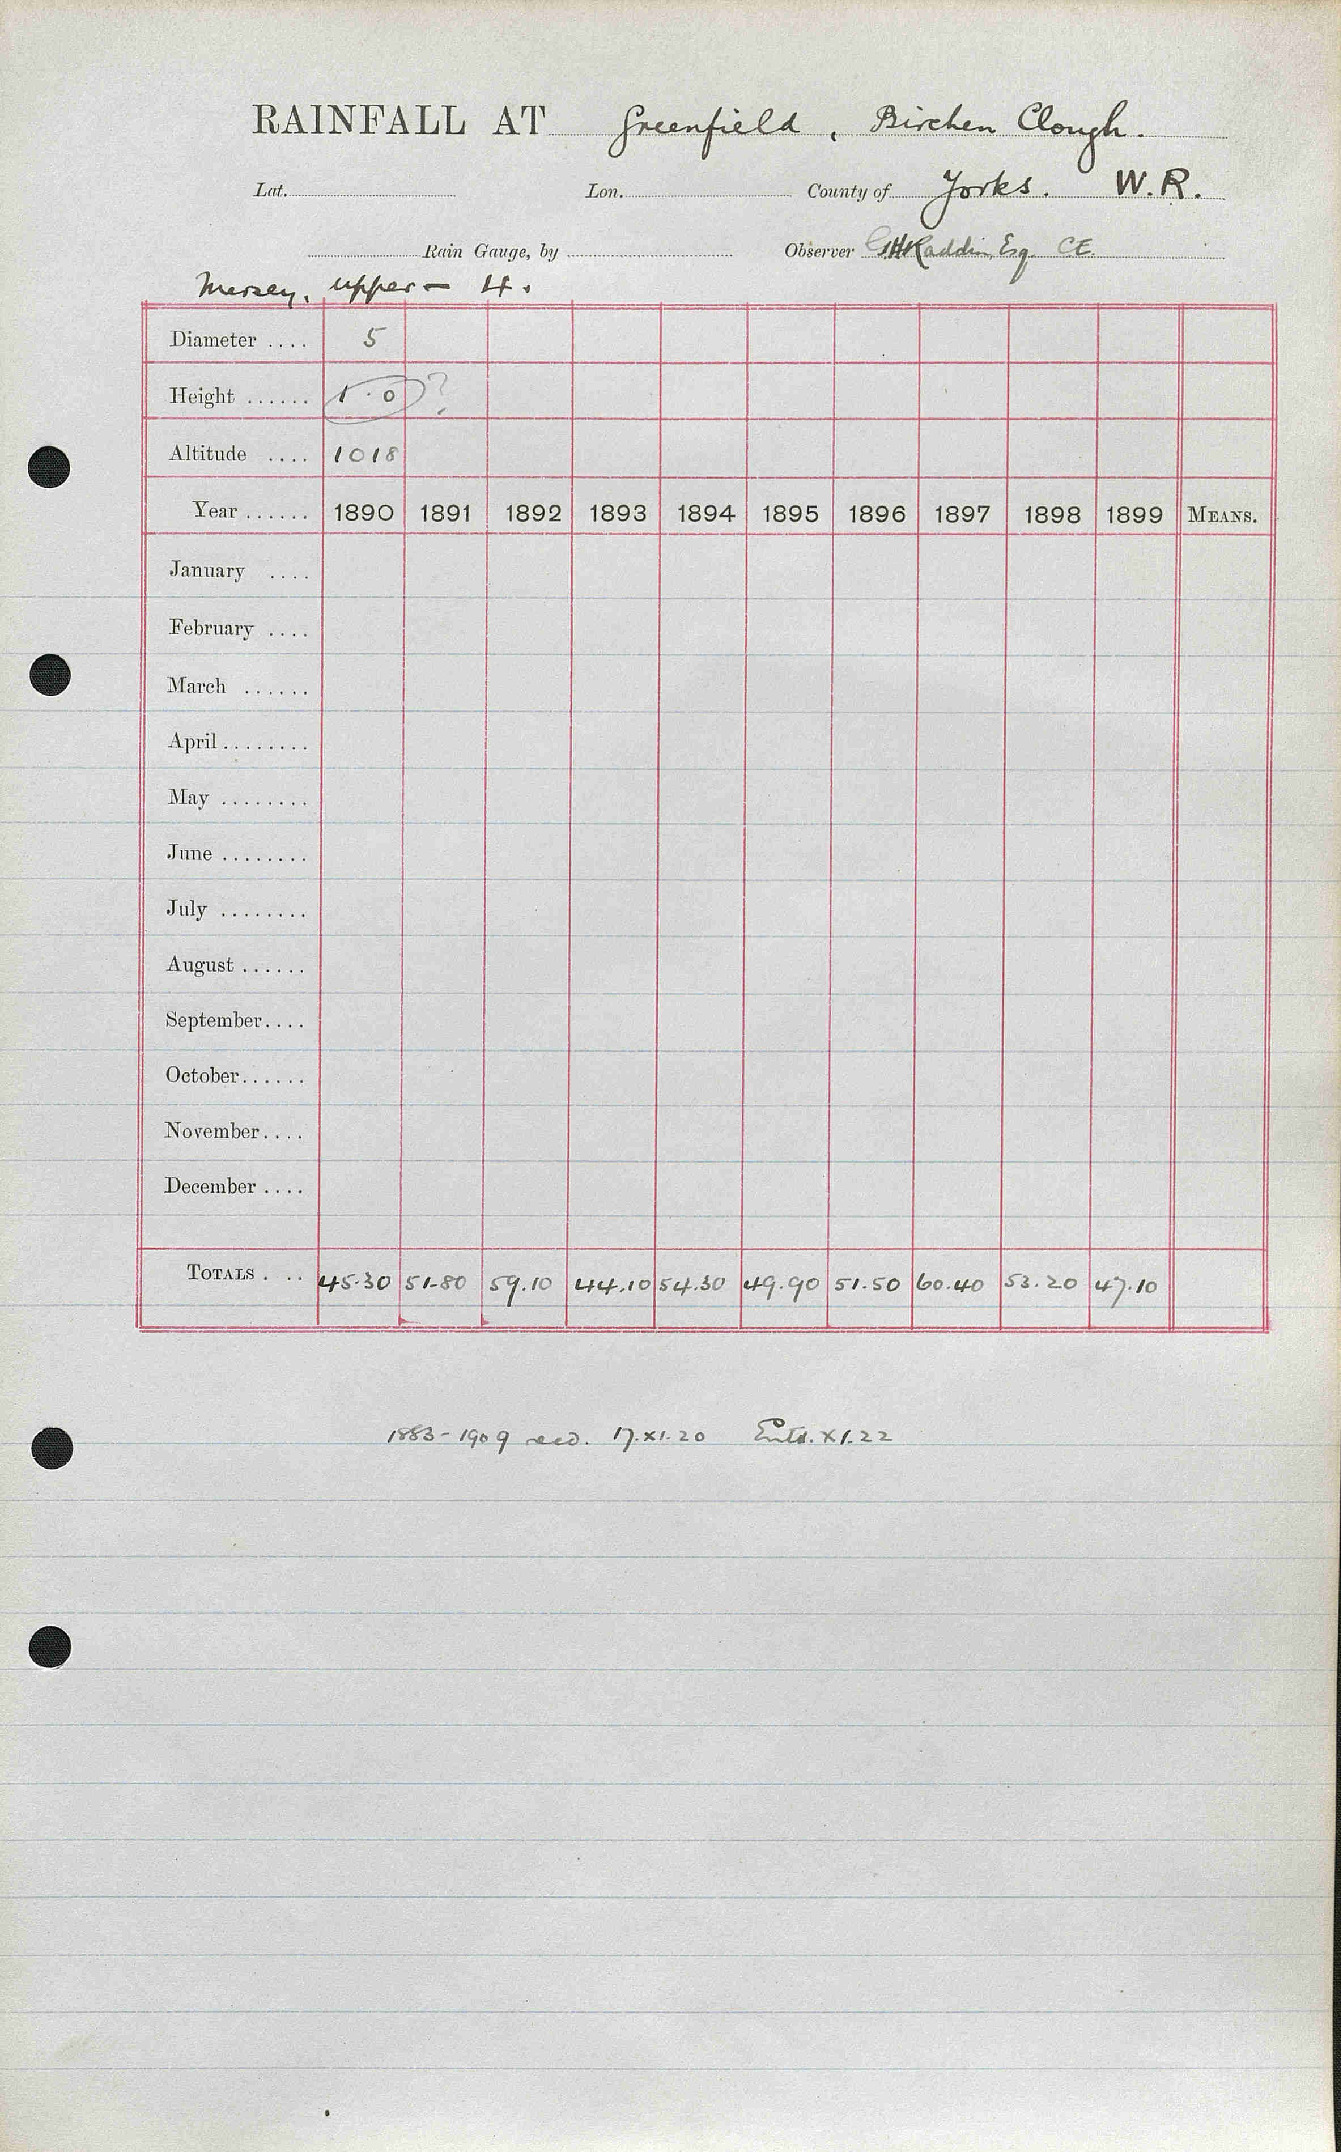 RAINFALL AT Greenfield, Birchen Clough.
Lat. Lon. County of Yorks. W.R.
Rain Gauge, by Observer Esq. CE.
Mersey, upper – 4.
Diameter .... 5
Height ...... 1.0 ?
Altitude .... 1018
Year ...... 1890 1891 1892 1893 1894 1895 1896 1897 1898 1899 MEANS.
January ....
February ....
March ......
April ........
May ........
June ........
July ........
August ......
September....
October......
November....
December ....
TOTALS . .. 45.30 51.80 59.10 44.10 54.30 49.90 51.50 60.40 53.20 47.10
1883-1909 recd. 17.XI.20 Entd. XI.22